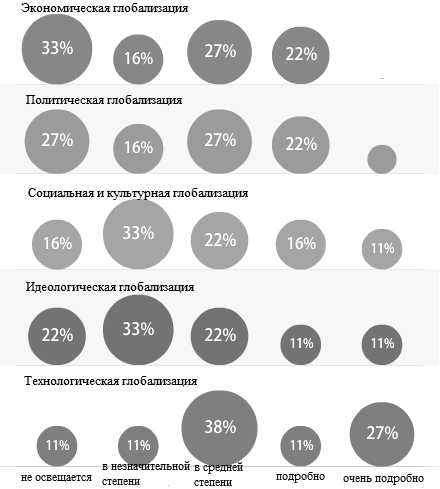 Экономическая глобализация
33% 16% 27% 22%
Политическая глобализация
27% 16% 27% 22%
Социальная и культурная глобализация
16% 33% 22% 16% 11%
Идеологическая глобализация
22% 33% 22% 11% 11%
Технологическая глобализация
11% 11% 38% 11% 27%
не освещается в незначительной степени в средней степени подробно очень подробно